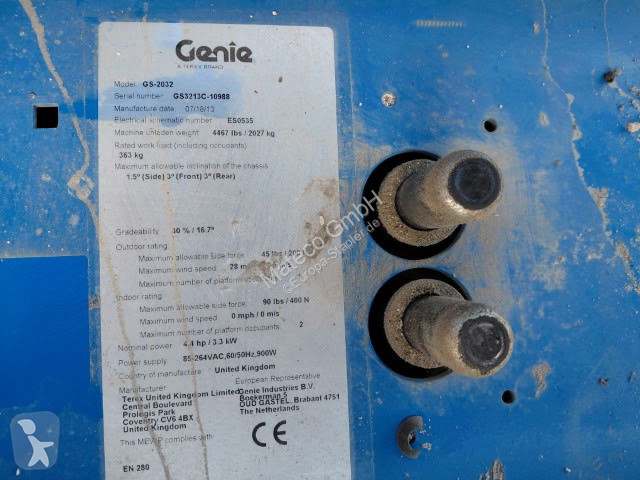 Genie
A TEREX BRAND
Model: GS-2032
Serial number: GS3213C-10988
Manufacture date: 07/18/13
Electrical schematic number: ES0535
Machine unladen weight: 4467 lbs / 2027 kg
Rated work load (including occupants):
363 kg
Maximum allowable inclination of the chassis:
1.5° (Side) 3° (Front) 3° (Rear)
Gradeability: 30 % / 16.7°
Outdoor rating:
Maximum allowable side force: 45 lbs /
Maximum wind speed: 28
Maximum number of platform
Indoor rating:
Maximum allowable side force: 90 lbs / 400 N
Maximum wind speed: 0 mph / 0 m/s
Maximum number of platform occupants: 2
Nominal power: 4.4 hp / 3.3 kW
Power supply: 85-264VAC,60/50Hz,900W
Country of manufacture: United Kingdom
Manufacturer: European Representative
Terex United Kingdom Limited Genie Industries B.V.
Central Boulevard Boekerman 5
Prologis Park OUD GASTEL, Brabant 4751
Coventry CV6 4BX The Netherlands
United Kingdom
This MEWP complies with: CE
EN 280
Mateco GmbH
©Europa-Stapler.de